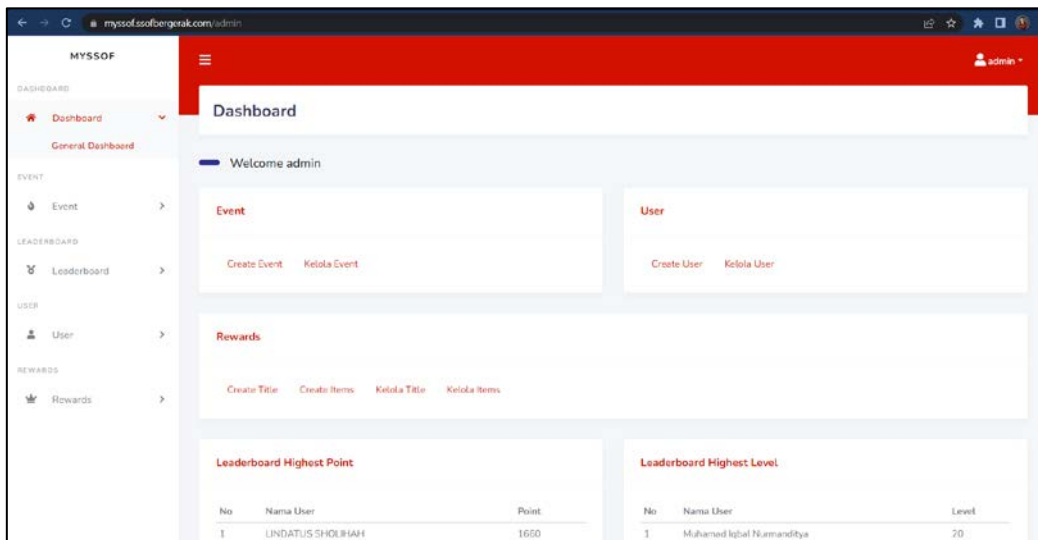 myssof.ssofbergerak.com/admin
MYSSOF
admin
DASHBOARD
Dashboard
General Dashboard
EVENT
Event
LEADERBOARD
Leaderboard
USER
User
REWARDS
Rewards
Dashboard
Welcome admin
Event
Create Event Kelola Event
User
Create User Kelola User
Rewards
Create Title Create Items Kelola Title Kelola Items
Leaderboard Highest Point
No Nama User Point
1 LINDATUS SHOLIHAH 1660
Leaderboard Highest Level
No Nama User Level
1 Muhamad Iqbal Nurmanditya 20